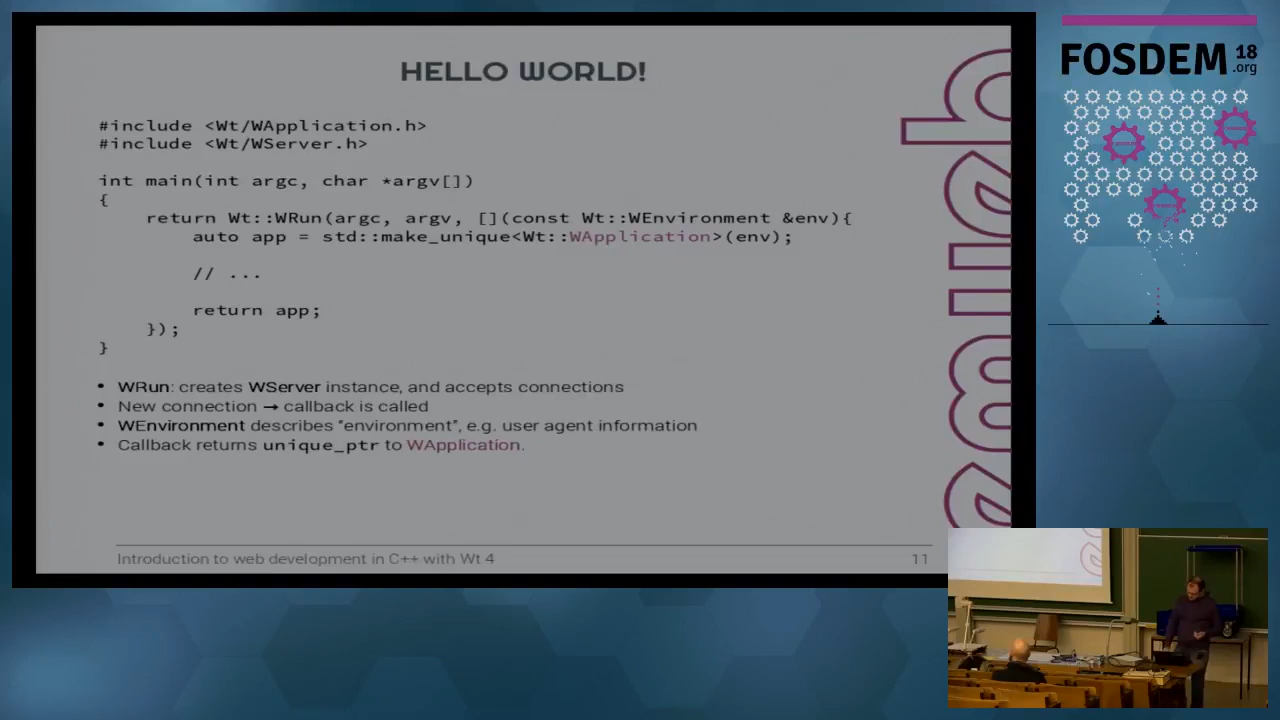 HELLO WORLD!
#include <Wt/WApplication.h>
#include <Wt/WServer.h>
int main(int argc, char *argv[])
{
return Wt::WRun(argc, argv, [](const Wt::WEnvironment &env){
auto app = std::make_unique<Wt::WApplication>(env);
// ...
return app;
});
}
• WRun: creates WServer instance, and accepts connections
• New connection → callback is called
• WEnvironment describes “environment”, e.g. user agent information
• Callback returns unique_ptr to WApplication.
Introduction to web development in C++ with Wt 4
11
FOSDEM 18
.org